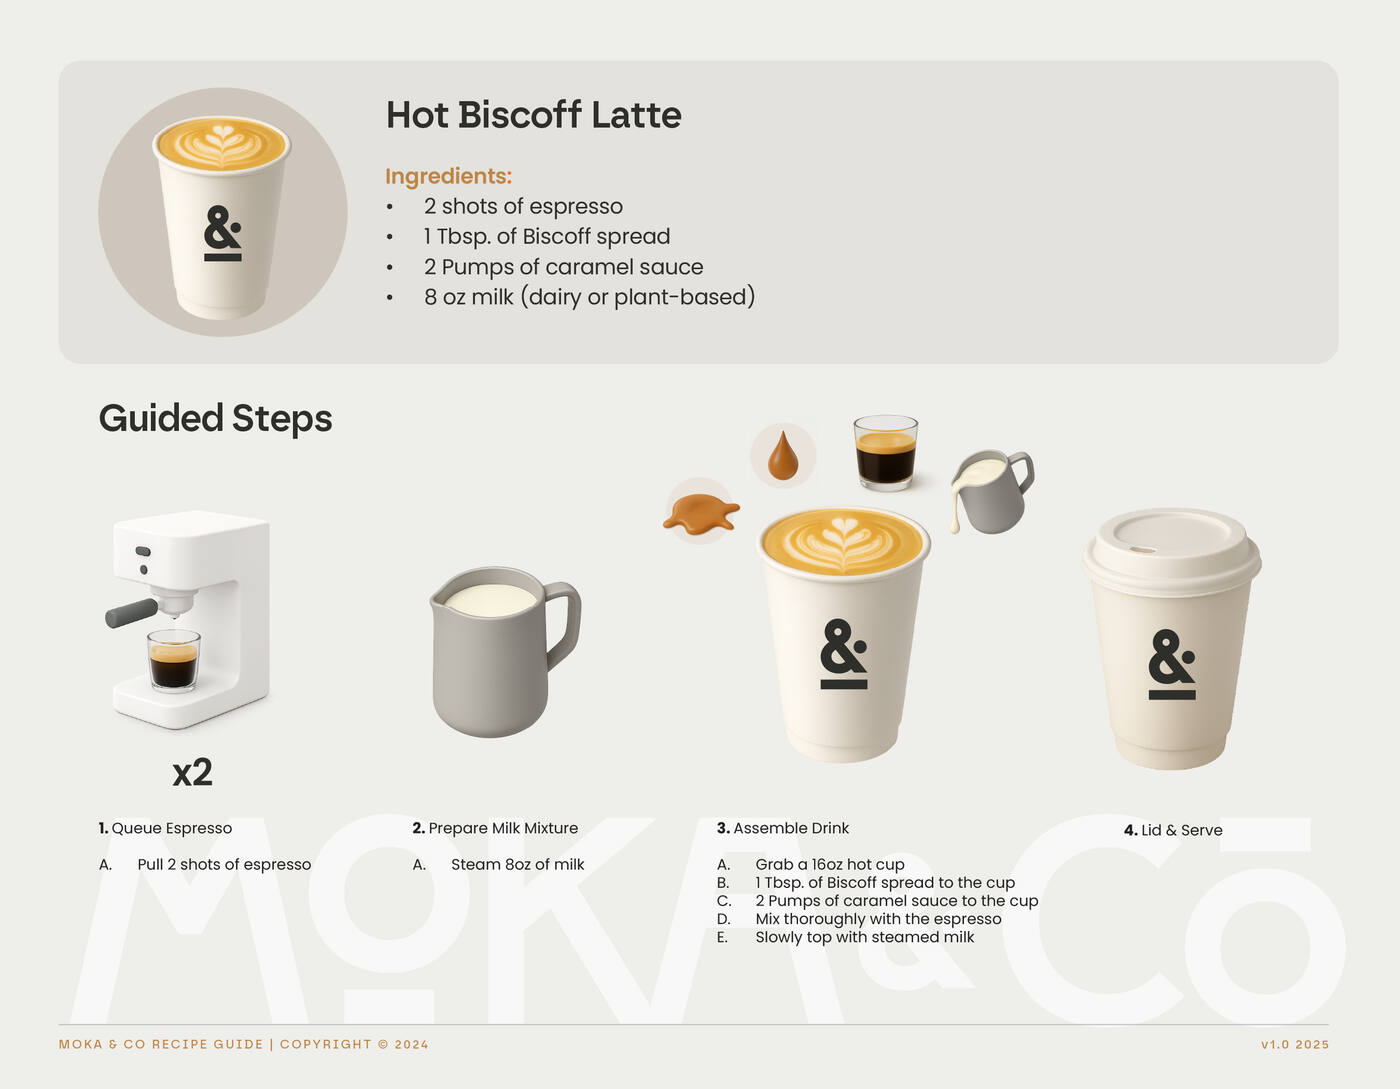 Hot Biscoff Latte
Ingredients:
• 2 shots of espresso
• 1 Tbsp. of Biscoff spread
• 2 Pumps of caramel sauce
• 8 oz milk (dairy or plant-based)
&
Guided Steps
&
&
x2
1. Queue Espresso
A. Pull 2 shots of espresso
2. Prepare Milk Mixture
A. Steam 8oz of milk
3. Assemble Drink
A. Grab a 16oz hot cup
B. 1 Tbsp. of Biscoff spread to the cup
C. 2 Pumps of caramel sauce to the cup
D. Mix thoroughly with the espresso
E. Slowly top with steamed milk
4. Lid & Serve
MOKA & CO
MOKA & CO RECIPE GUIDE | COPYRIGHT © 2024
v1.0 2025